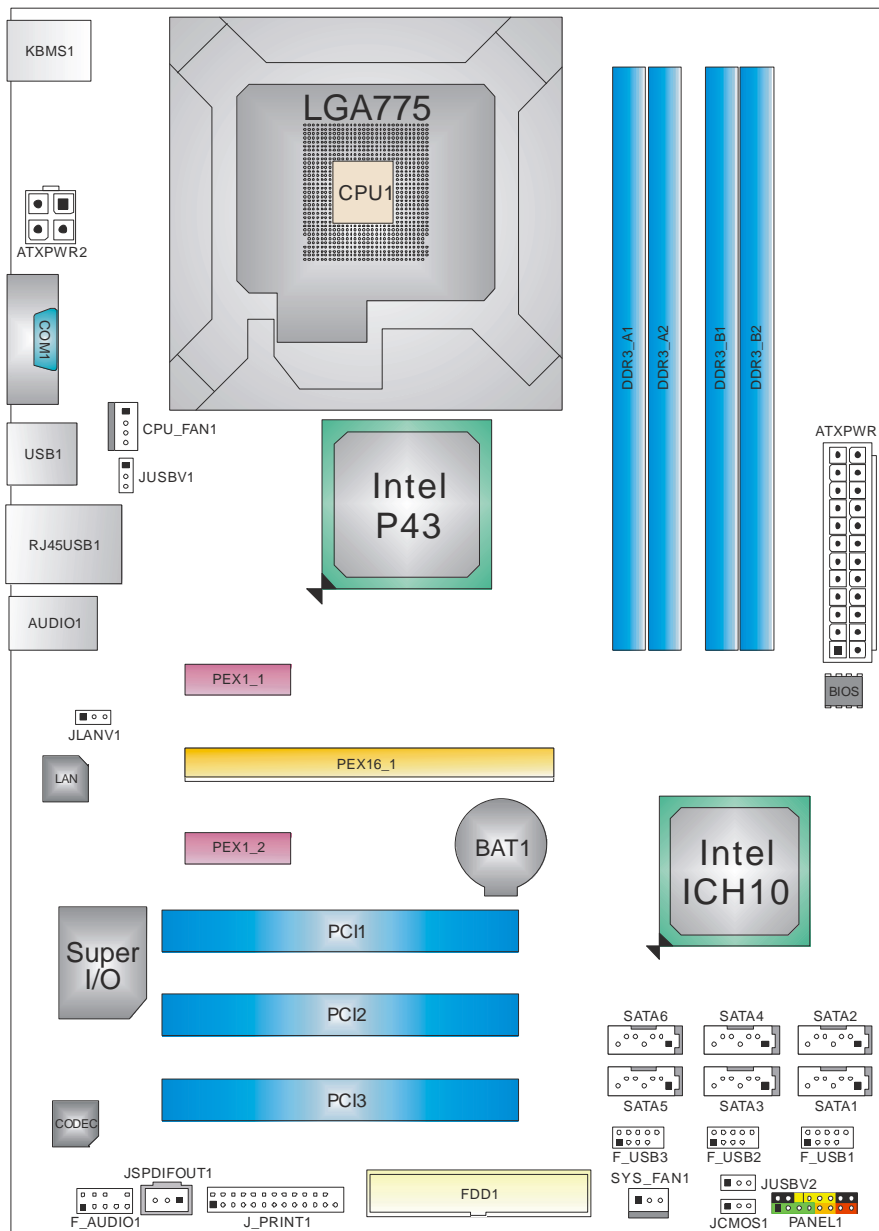 KBMS1
LGA775
CPU1
ATXPWR2
COM1
DDR3_A1
DDR3_A2
DDR3_B1
DDR3_B2
CPU_FAN1
JUSBV1
USB1
ATXPWR
Intel
P43
RJ45USB1
AUDIO1
PEX1_1
BIOS
JLANV1
LAN
PEX16_1
PEX1_2
BAT1
Intel
ICH10
Super
I/O
PCI1
PCI2
PCI3
SATA6
SATA4
SATA2
SATA5
SATA3
SATA1
CODEC
F_USB3
F_USB2
F_USB1
JSPDIFOUT1
SYS_FAN1
JUSBV2
FDD1
F_AUDIO1
J_PRINT1
JCMOS1
PANEL1